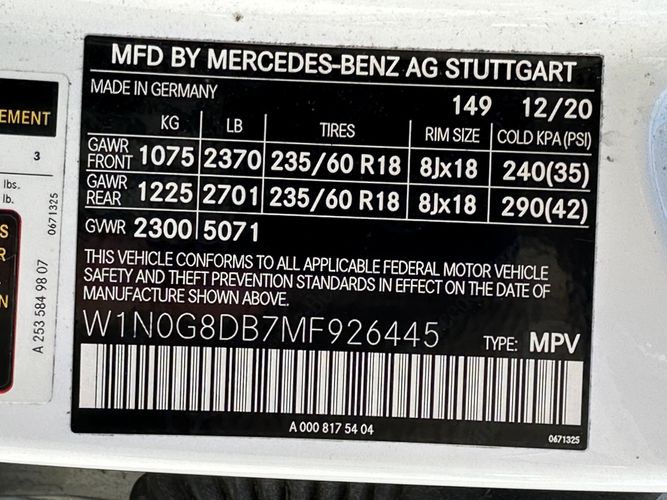 MFD BY MERCEDES-BENZ AG STUTTGART
MADE IN GERMANY
149 12/20
KG LB TIRES RIM SIZE COLD KPA (PSI)
GAWR FRONT 1075 2370 235/60 R18 8Jx18 240(35)
GAWR REAR 1225 2701 235/60 R18 8Jx18 290(42)
GVWR 2300 5071
THIS VEHICLE CONFORMS TO ALL APPLICABLE FEDERAL MOTOR VEHICLE
SAFETY AND THEFT PREVENTION STANDARDS IN EFFECT ON THE DATE OF
MANUFACTURE SHOWN ABOVE.
W1N0G8DB7MF926445 TYPE: MPV
A 000 817 54 04
0671325
EMENT
3
lbs.
lb.
S
R
N
A 253 584 98 07
0671325